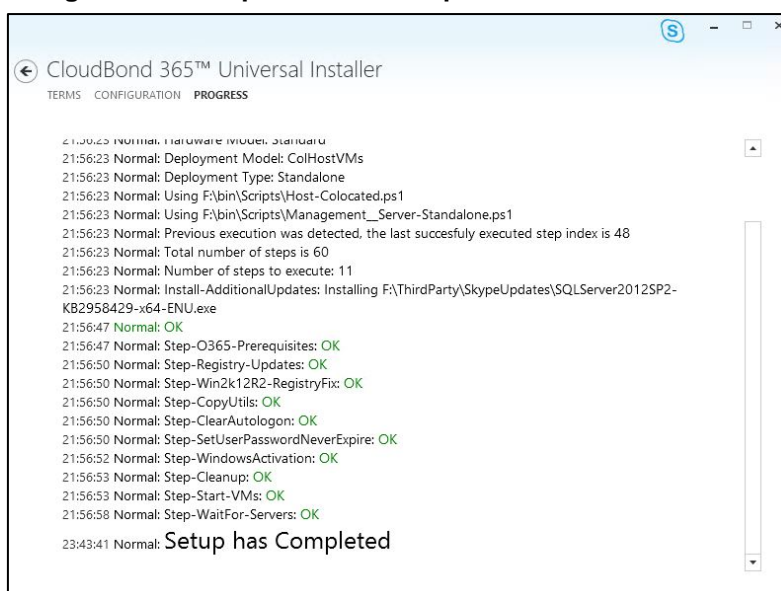 S
CloudBond 365™ Universal Installer
TERMS CONFIGURATION PROGRESS
21:56:23 Normal: Hardware Model: Standard
21:56:23 Normal: Deployment Model: ColHostVMs
21:56:23 Normal: Deployment Type: Standalone
21:56:23 Normal: Using F:\bin\Scripts\Host-Colocated.ps1
21:56:23 Normal: Using F:\bin\Scripts\Management__Server-Standalone.ps1
21:56:23 Normal: Previous execution was detected, the last succesfuly executed step index is 48
21:56:23 Normal: Total number of steps is 60
21:56:23 Normal: Number of steps to execute: 11
21:56:23 Normal: Install-AdditionalUpdates: Installing F:\ThirdParty\SkypeUpdates\SQLServer2012SP2-
KB2958429-x64-ENU.exe
21:56:47 Normal: OK
21:56:47 Normal: Step-O365-Prerequisites: OK
21:56:50 Normal: Step-Registry-Updates: OK
21:56:50 Normal: Step-Win2k12R2-RegistryFix: OK
21:56:50 Normal: Step-CopyUtils: OK
21:56:50 Normal: Step-ClearAutologon: OK
21:56:50 Normal: Step-SetUserPasswordNeverExpire: OK
21:56:52 Normal: Step-WindowsActivation: OK
21:56:53 Normal: Step-Cleanup: OK
21:56:53 Normal: Step-Start-VMs: OK
21:56:58 Normal: Step-WaitFor-Servers: OK
23:43:41 Normal: Setup has Completed